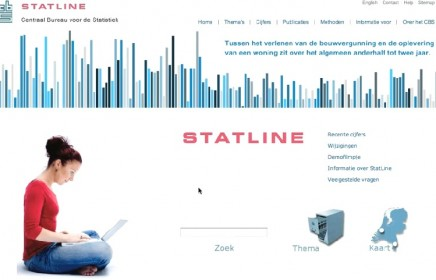 English Contact Help Sitemap
STATLINE
Centraal Bureau voor de Statistiek
Home | Thema's | Cijfers | Publicaties | Methoden | Informatie voor | Over het CBS
Tussen het verlenen van de bouwvergunning en de oplevering
van een woning zit over het algemeen anderhalf tot twee jaar.
STATLINE
Recente cijfers
Wijzigingen
Demofilmpje
Informatie over StatLine
Veelgestelde vragen
Zoek
Thema
Kaart